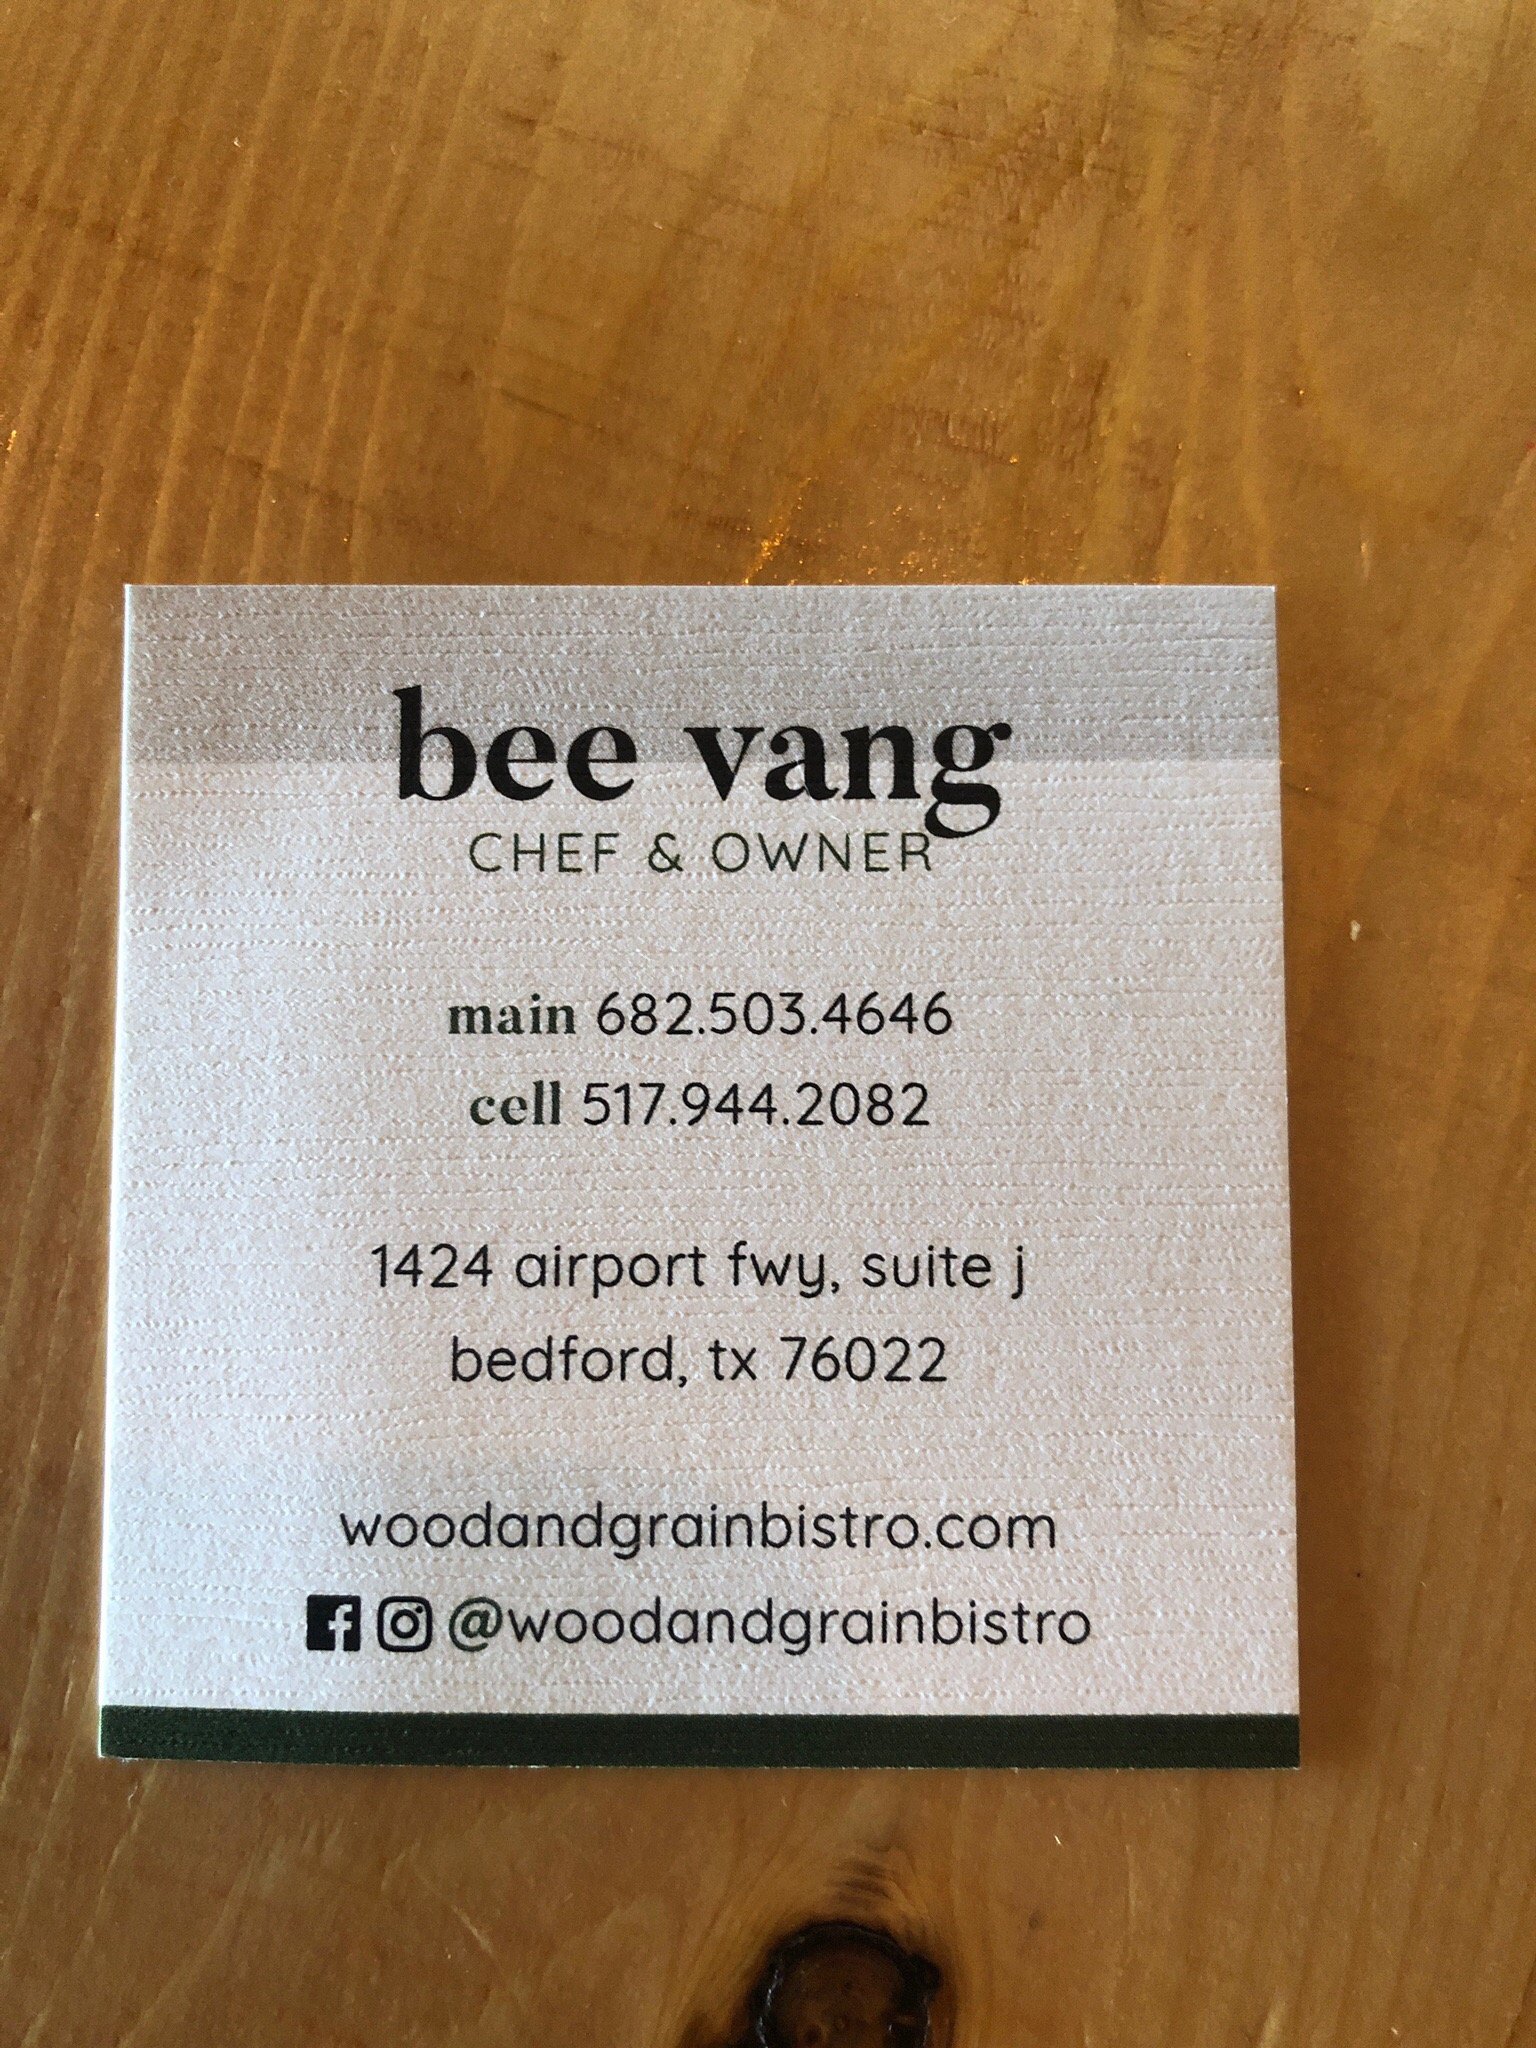 bee vang
CHEF & OWNER
main 682.503.4646
cell 517.944.2082
1424 airport fwy, suite j
bedford, tx 76022
woodandgrainbistro.com
@woodandgrainbistro